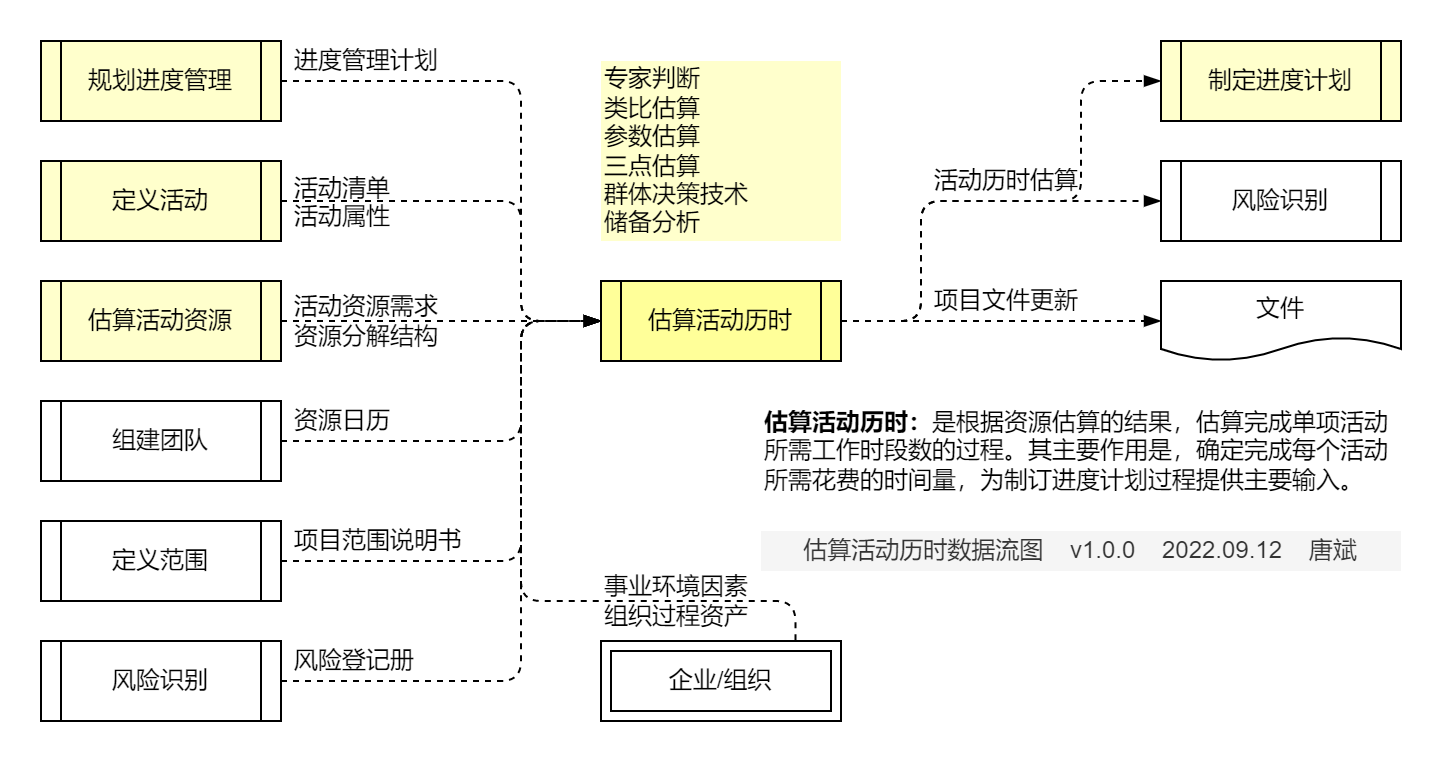 规划进度管理
进度管理计划
定义活动
活动清单
活动属性
估算活动资源
活动资源需求
资源分解结构
组建团队
资源日历
定义范围
项目范围说明书
风险识别
风险登记册
专家判断
类比估算
参数估算
三点估算
群体决策技术
储备分析
估算活动历时
事业环境因素
组织过程资产
企业/组织
活动历时估算
制定进度计划
风险识别
项目文件更新
文件
估算活动历时：是根据资源估算的结果，估算完成单项活动
所需工作时段数的过程。其主要作用是，确定完成每个活动
所需花费的时间量，为制订进度计划过程提供主要输入。
估算活动历时数据流图 v1.0.0 2022.09.12 唐斌